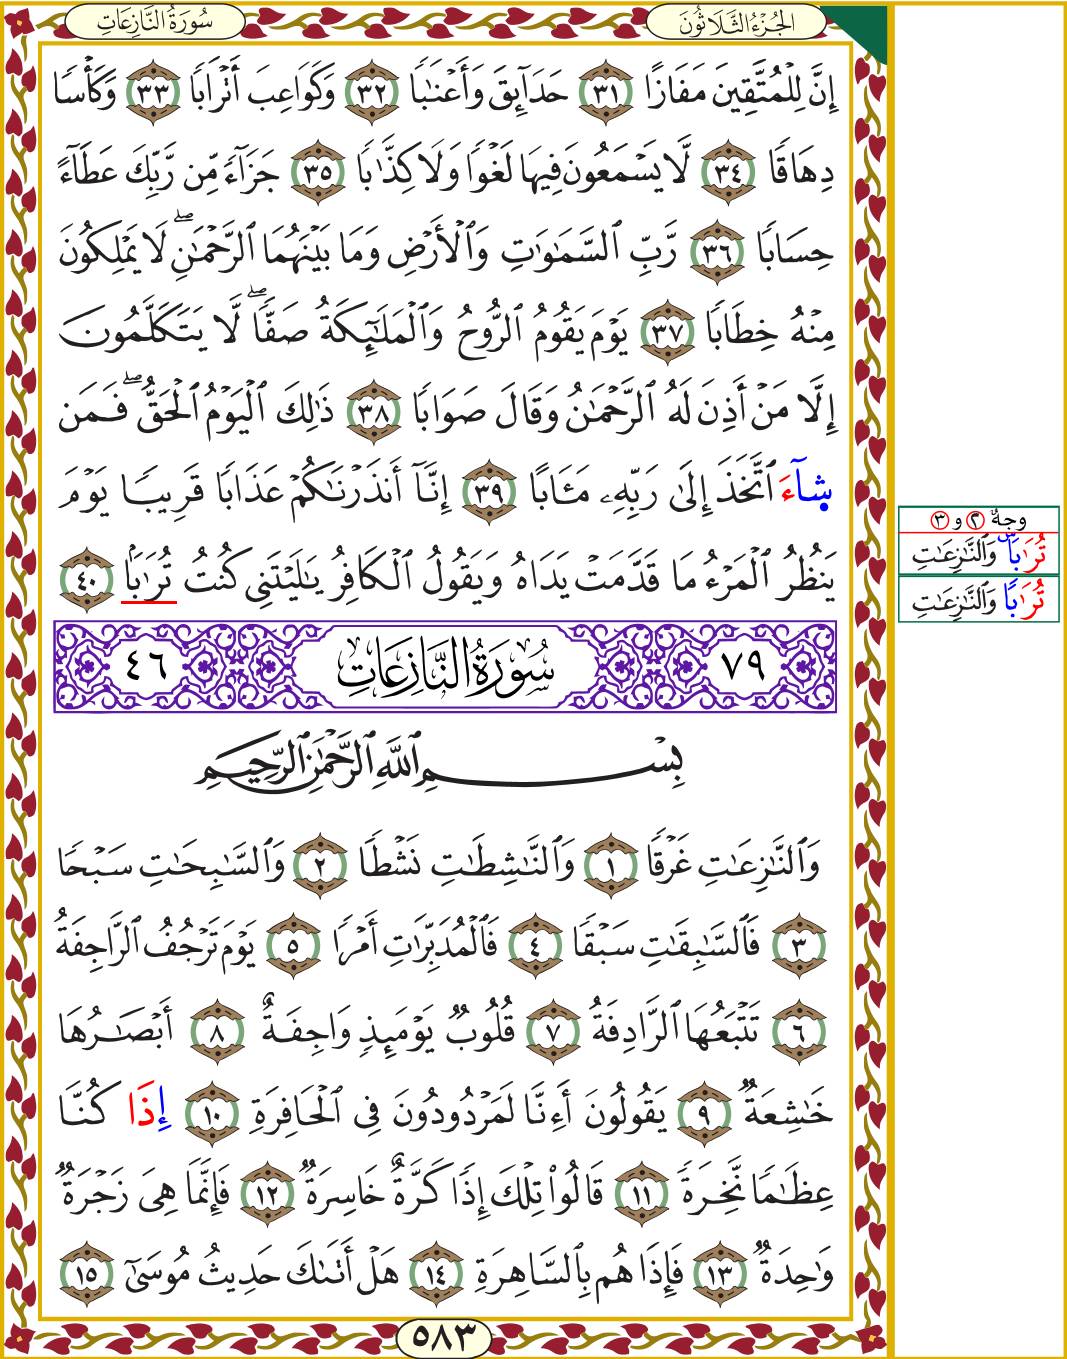 سُورَةُ النَّازِعَاتِ
الجُزْءُ الثَّلَاثُونَ
إِنَّ لِلْمُتَّقِينَ مَفَازًا ٣١ حَدَآئِقَ وَأَعْنَٰبًا ٣٢ وَكَوَاعِبَ أَتْرَابًا ٣٣ وَكَأْسًا
دِهَاقًا ٣٤ لَّا يَسْمَعُونَ فِيهَا لَغْوًا وَلَا كِذَّٰبًا ٣٥ جَزَآءً مِّن رَّبِّكَ عَطَآءً
حِسَابًا ٣٦ رَّبِّ ٱلسَّمَٰوَٰتِ وَٱلْأَرْضِ وَمَا بَيْنَهُمَا ٱلرَّحْمَٰنِۖ لَا يَمْلِكُونَ
مِنْهُ خِطَابًا ٣٧ يَوْمَ يَقُومُ ٱلرُّوحُ وَٱلْمَلَٰٓئِكَةُ صَفًّاۖ لَّا يَتَكَلَّمُونَ
إِلَّا مَنْ أَذِنَ لَهُ ٱلرَّحْمَٰنُ وَقَالَ صَوَابًا ٣٨ ذَٰلِكَ ٱلْيَوْمُ ٱلْحَقُّۖ فَمَن
شَآءَ ٱتَّخَذَ إِلَىٰ رَبِّهِۦ مَـَٔابًا ٣٩ إِنَّآ أَنذَرْنَٰكُمْ عَذَابًا قَرِيبًا يَوْمَ
يَنظُرُ ٱلْمَرْءُ مَا قَدَّمَتْ يَدَاهُ وَيَقُولُ ٱلْكَافِرُ يَٰلَيْتَنِى كُنتُ تُرَٰبًۢا ٤٠
وجهُ ٢ و ٣
تُرَٰبًا س وَٱلنَّٰزِعَٰتِ
تُرَٰبًا وَٱلنَّٰزِعَٰتِ
٧٩ سُورَةُ النَّازِعَاتِ ٤٦
بِسْمِ ٱللَّهِ ٱلرَّحْمَٰنِ ٱلرَّحِيمِ
وَٱلنَّٰزِعَٰتِ غَرْقًا ١ وَٱلنَّٰشِطَٰتِ نَشْطًا ٢ وَٱلسَّٰبِحَٰتِ سَبْحًا
٣ فَٱلسَّٰبِقَٰتِ سَبْقًا ٤ فَٱلْمُدَبِّرَٰتِ أَمْرًا ٥ يَوْمَ تَرْجُفُ ٱلرَّاجِفَةُ
٦ تَتْبَعُهَا ٱلرَّادِفَةُ ٧ قُلُوبٌ يَوْمَئِذٍ وَاجِفَةٌ ٨ أَبْصَٰرُهَا
خَٰشِعَةٌ ٩ يَقُولُونَ أَءِنَّا لَمَرْدُودُونَ فِى ٱلْحَافِرَةِ ١٠ إِذَا كُنَّا
عِظَٰمًا نَّخِرَةً ١١ قَالُوا۟ تِلْكَ إِذًا كَرَّةٌ خَاسِرَةٌ ١٢ فَإِنَّمَا هِىَ زَجْرَةٌ
وَٰحِدَةٌ ١٣ فَإِذَا هُم بِٱلسَّاهِرَةِ ١٤ هَلْ أَتَىٰكَ حَدِيثُ مُوسَىٰٓ ١٥
٥٨٣